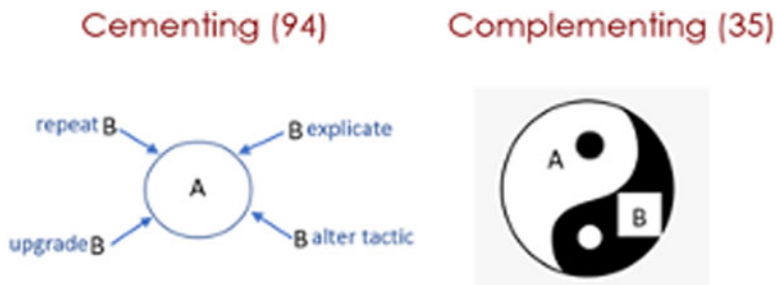 Cementing (94)
Complementing (35)
repeat B
B explicate
A
upgrade B
B alter tactic
A
B